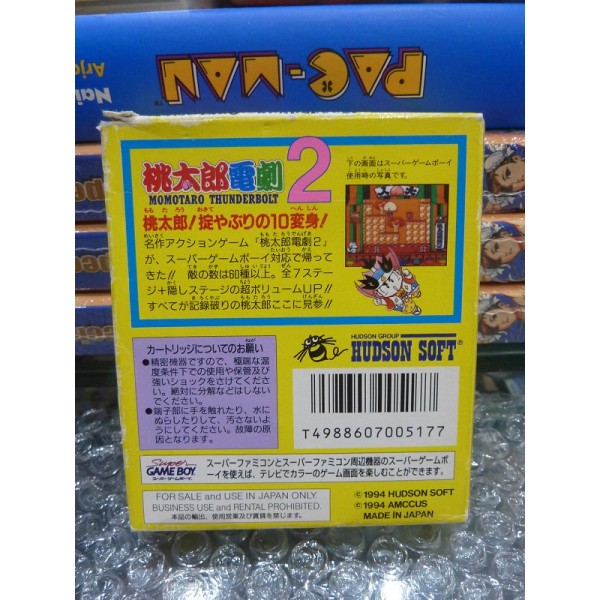 PAC-MAN
TM
Nai
Arj
桃太郎電劇2
MOMOTARO THUNDERBOLT
下の画面はスーパーゲームボーイ
使用時の写真です。
桃太郎!掟やぶりの10変身!
名作アクションゲーム「桃太郎電劇2」
が、スーパーゲームボーイ対応で帰っ
てきた!! 敵の数は60種以上。全7ステー
ジ+隠しステージの超ボリュームUP!!
すべてが記録破りの桃太郎ここに見参!!
カートリッジについてのお願い
●精密機器ですので、極端な温
度条件下での使用や保管及び
強いショックをさけてくださ
い。絶対に分解などはしない
でください。
●端子部に手を触れたり、水に
ぬらしたりして、汚さないよ
うにしてください。故障の原
因となります。
HUDSON GROUP
HUDSON SOFT®
T4988607005177
Super
GAME BOY
スーパーゲームボーイ
スーパーファミコンとスーパーファミコン周辺機器のスーパーゲームボ
ーイを使えば、テレビでカラーのゲーム画面を楽しむことができます。
FOR SALE and USE IN JAPAN ONLY.
BUSINESS USE and RENTAL PROHIBITED.
本品の輸出、使用営業及び賃貸を禁じます。
©1994 HUDSON SOFT
©1994 AMCCUS
MADE IN JAPAN